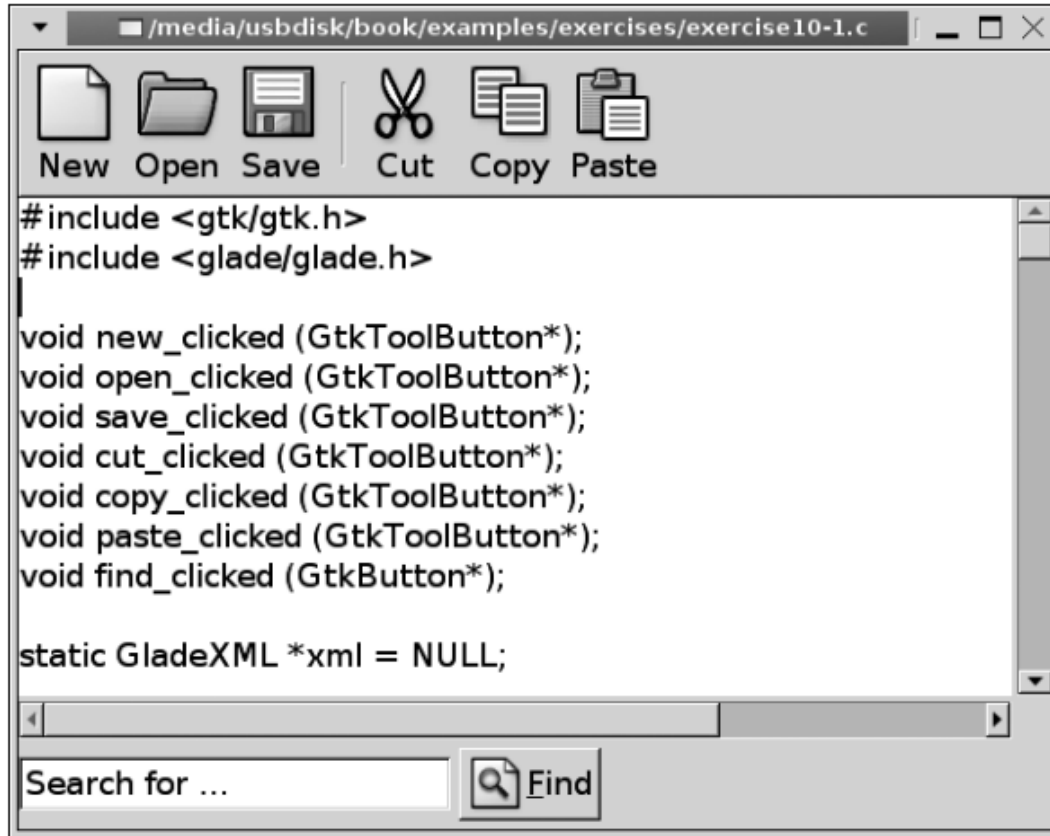 /media/usbdisk/book/examples/exercises/exercise10-1.c
New Open Save Cut Copy Paste
#include <gtk/gtk.h>
#include <glade/glade.h>
void new_clicked (GtkToolButton*);
void open_clicked (GtkToolButton*);
void save_clicked (GtkToolButton*);
void cut_clicked (GtkToolButton*);
void copy_clicked (GtkToolButton*);
void paste_clicked (GtkToolButton*);
void find_clicked (GtkButton*);
static GladeXML *xml = NULL;
Search for ... Find